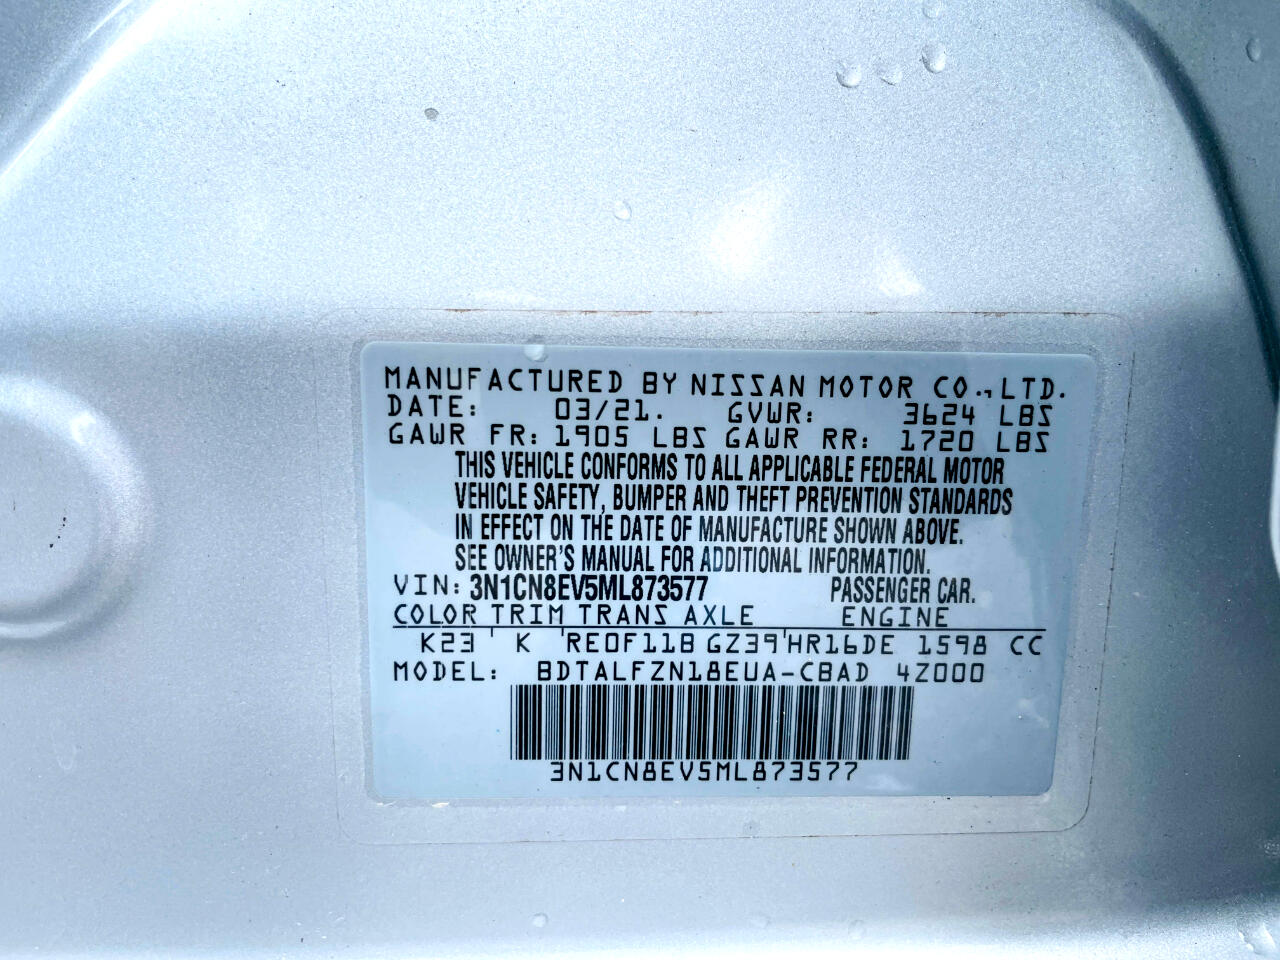 MANUFACTURED BY NISSAN MOTOR CO.,LTD.
DATE: 03/21. GVWR: 3624 LBS
GAWR FR: 1905 LBS GAWR RR: 1720 LBS
THIS VEHICLE CONFORMS TO ALL APPLICABLE FEDERAL MOTOR
VEHICLE SAFETY, BUMPER AND THEFT PREVENTION STANDARDS
IN EFFECT ON THE DATE OF MANUFACTURE SHOWN ABOVE.
SEE OWNER'S MANUAL FOR ADDITIONAL INFORMATION.
VIN: 3N1CN8EV5ML873577 PASSENGER CAR.
COLOR TRIM TRANS AXLE ENGINE
K23 ' K 'RE0F11B GZ39'HR16DE 1598 CC
MODEL: BDTALFZN18EUA-CBAD 4Z000
3N1CN8EV5ML873577